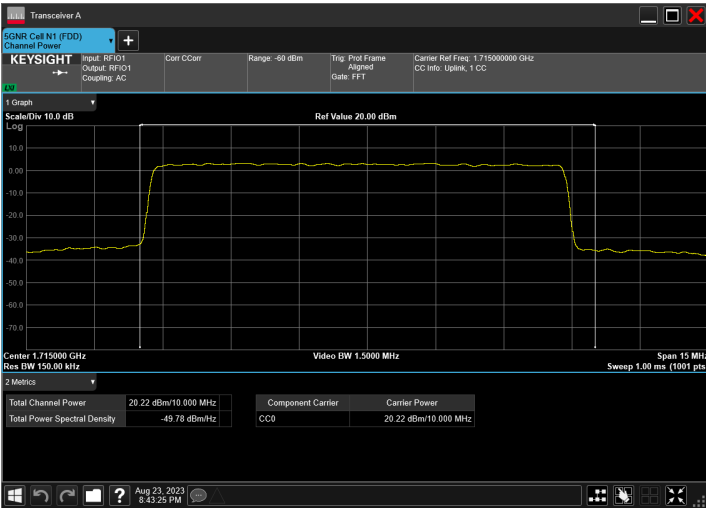 Transceiver A
5GNR Cell N1 (FDD)
Channel Power
KEYSIGHT
LXI
Input: RFIO1
Output: RFIO1
Coupling: AC
Corr CCorr
Range: -60 dBm
Trig: Prot Frame
Aligned
Gate: FFT
Carrier Ref Freq: 1.715000000 GHz
CC Info: Uplink, 1 CC
1 Graph
Scale/Div 10.0 dB
Ref Value 20.00 dBm
Log
10.0
0.00
-10.0
-20.0
-30.0
-40.0
-50.0
-60.0
-70.0
Center 1.715000 GHz
Video BW 1.5000 MHz
Span 15 MHz
Res BW 150.00 kHz
Sweep 1.00 ms (1001 pts
2 Metrics
Total Channel Power 20.22 dBm/10.000 MHz
Total Power Spectral Density -49.78 dBm/Hz
Component Carrier Carrier Power
CC0 20.22 dBm/10.000 MHz
?
Aug 23, 2023
8:43:25 PM